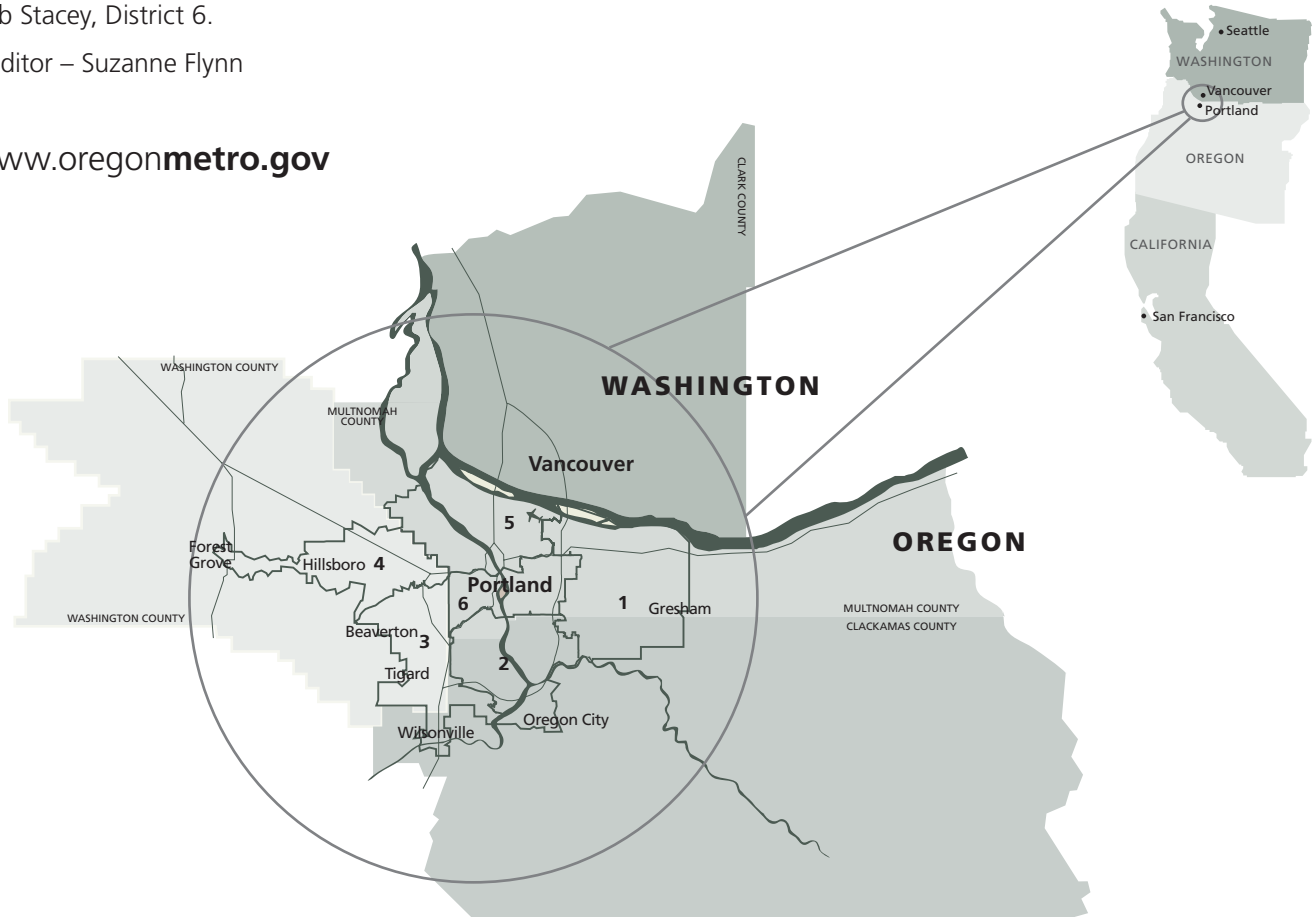 b Stacey, District 6.
ditor – Suzanne Flynn
ww.oregonmetro.gov
Seattle
WASHINGTON
Vancouver
Portland
OREGON
CALIFORNIA
San Francisco
CLARK COUNTY
WASHINGTON COUNTY
MULTNOMAH
COUNTY
WASHINGTON
Vancouver
5
OREGON
Forest
Grove
Hillsboro 4
Portland
6
1
Gresham
MULTNOMAH COUNTY
CLACKAMAS COUNTY
WASHINGTON COUNTY
Beaverton
3
2
Tigard
Oregon City
Wilsonville